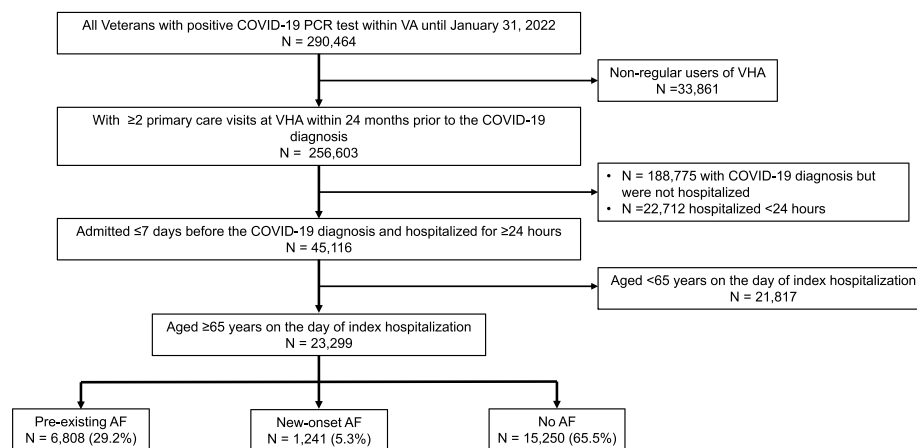 All Veterans with positive COVID-19 PCR test within VA until January 31, 2022
N = 290,464
Non-regular users of VHA
N =33,861
With ≥2 primary care visits at VHA within 24 months prior to the COVID-19
diagnosis
N = 256,603
• N = 188,775 with COVID-19 diagnosis but
were not hospitalized
• N =22,712 hospitalized <24 hours
Admitted ≤7 days before the COVID-19 diagnosis and hospitalized for ≥24 hours
N = 45,116
Aged <65 years on the day of index hospitalization
N = 21,817
Aged ≥65 years on the day of index hospitalization
N = 23,299
Pre-existing AF
N = 6,808 (29.2%)
New-onset AF
N = 1,241 (5.3%)
No AF
N = 15,250 (65.5%)